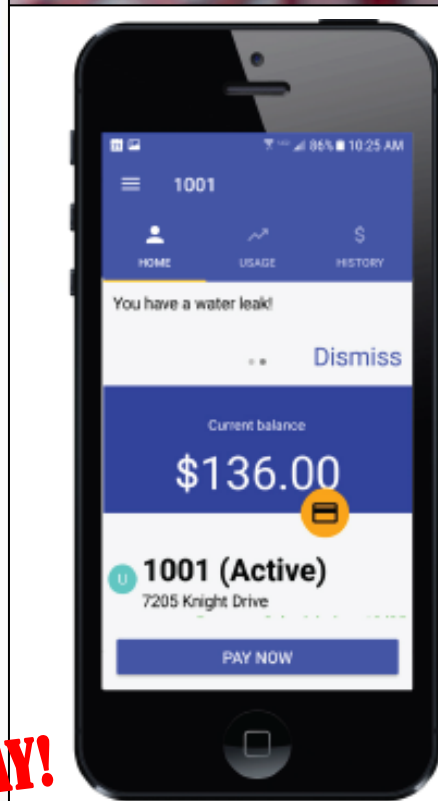 86% 10:25 AM
1001
HOME USAGE HISTORY
You have a water leak!
Dismiss
Current balance
$136.00
U 1001 (Active)
7205 Knight Drive
PAY NOW
AY!